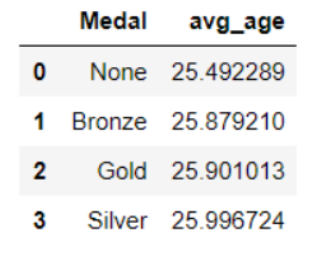 Medal avg_age
0 None 25.492289
1 Bronze 25.879210
2 Gold 25.901013
3 Silver 25.996724